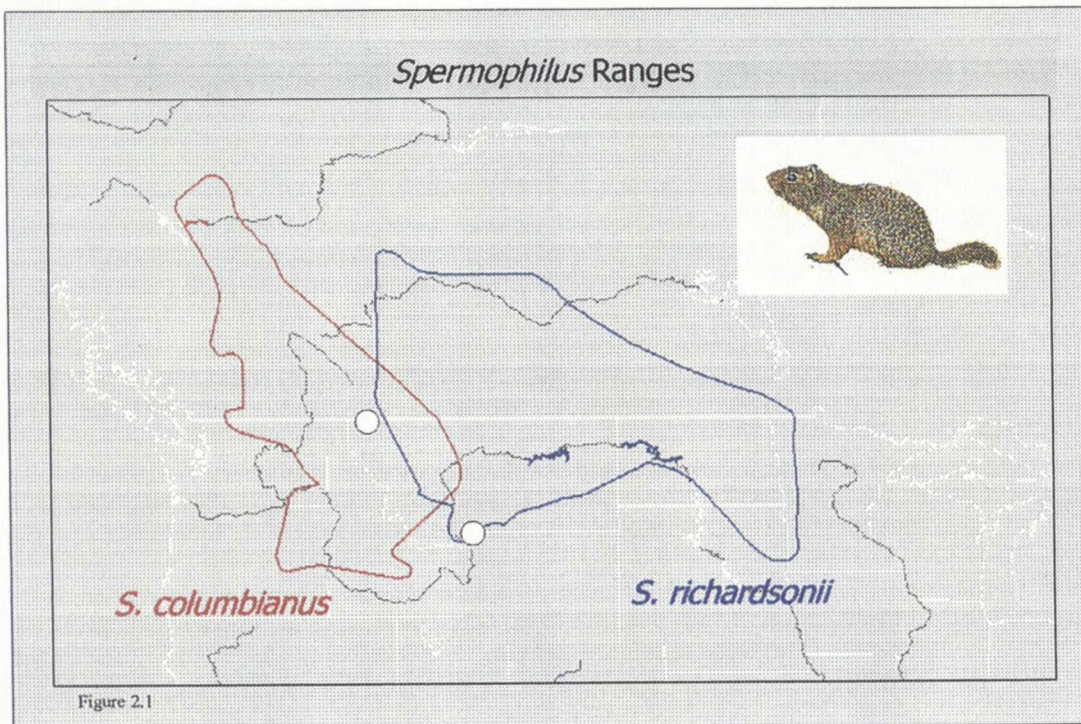 Spermophilus Ranges
S. columbianus
S. richardsonii
Figure 2.1